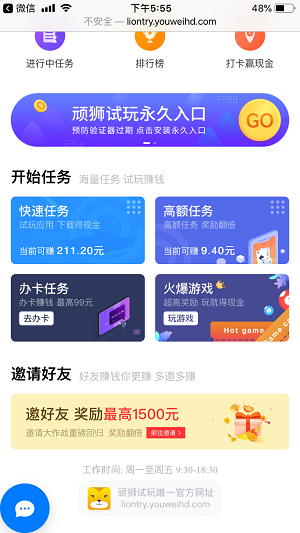 微信
下午5:55
48%
不安全 — liontry.youweihd.com
进行中任务
排行榜
打卡赢现金
顽狮试玩永久入口
预防验证器过期 点击安装永久入口
GO
开始任务 海量任务 试玩赚钱
快速任务
试玩应用 下载得现金
当前可赚 211.20元
高额任务
高额任务 奖励翻倍
当前可赚 9.40元
办卡任务
办卡赚钱 最高99元
去办卡
火爆游戏
超高奖励 玩就得现金
玩游戏
Hot game
邀请好友 好友赚钱你更赚 多邀多赚
邀好友 奖励最高1500元
邀请大作战重磅回归 奖励翻倍 前往邀请 >
工作时间: 周一至周五 9:30-18:30
顽狮试玩唯一官方网址
liontry.youweihd.com